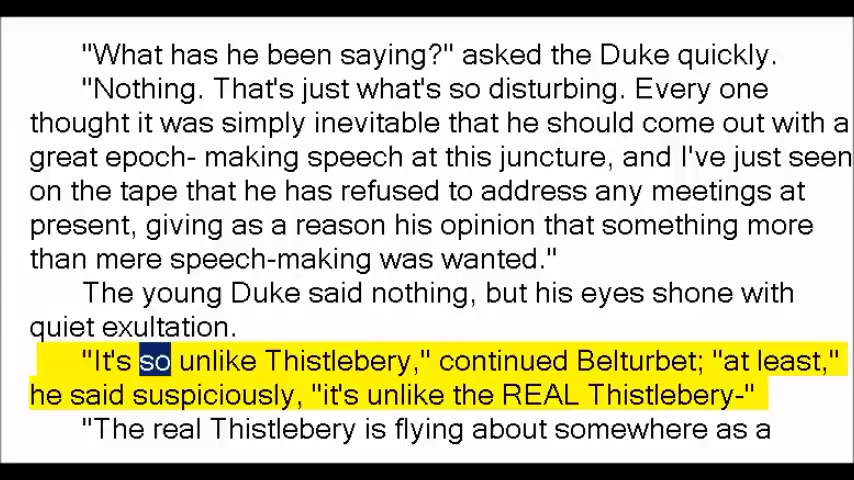 "What has he been saying?" asked the Duke quickly.
"Nothing. That's just what's so disturbing. Every one
thought it was simply inevitable that he should come out with a
great epoch- making speech at this juncture, and I've just seen
on the tape that he has refused to address any meetings at
present, giving as a reason his opinion that something more
than mere speech-making was wanted."
The young Duke said nothing, but his eyes shone with
quiet exultation.
"It's so unlike Thistlebery," continued Belturbet; "at least,"
he said suspiciously, "it's unlike the REAL Thistlebery-"
"The real Thistlebery is flying about somewhere as a